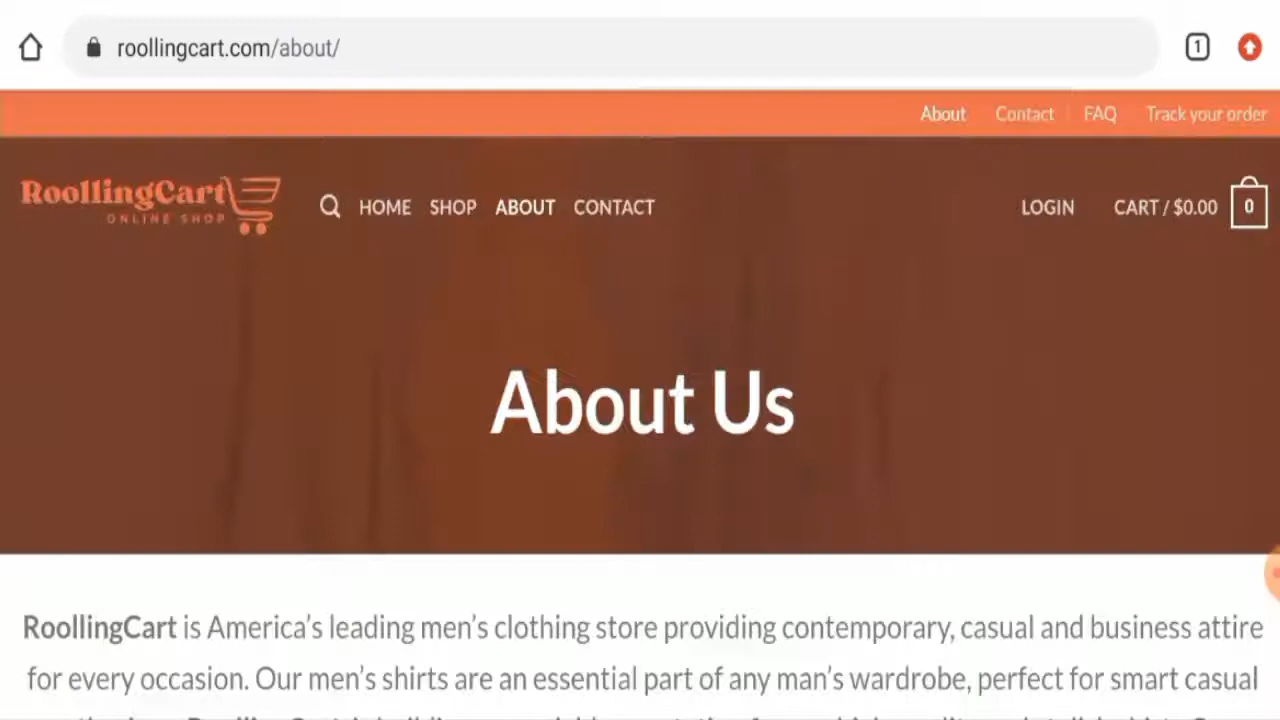 1
roollingcart.com/about/
About Contact FAQ Track your order
RoollingCart
ONLINE SHOP
HOME SHOP ABOUT CONTACT
LOGIN CART / $0.00 0
About Us
RoollingCart is America's leading men's clothing store providing contemporary, casual and business attire
for every occasion. Our men's shirts are an essential part of any man's wardrobe, perfect for smart casual